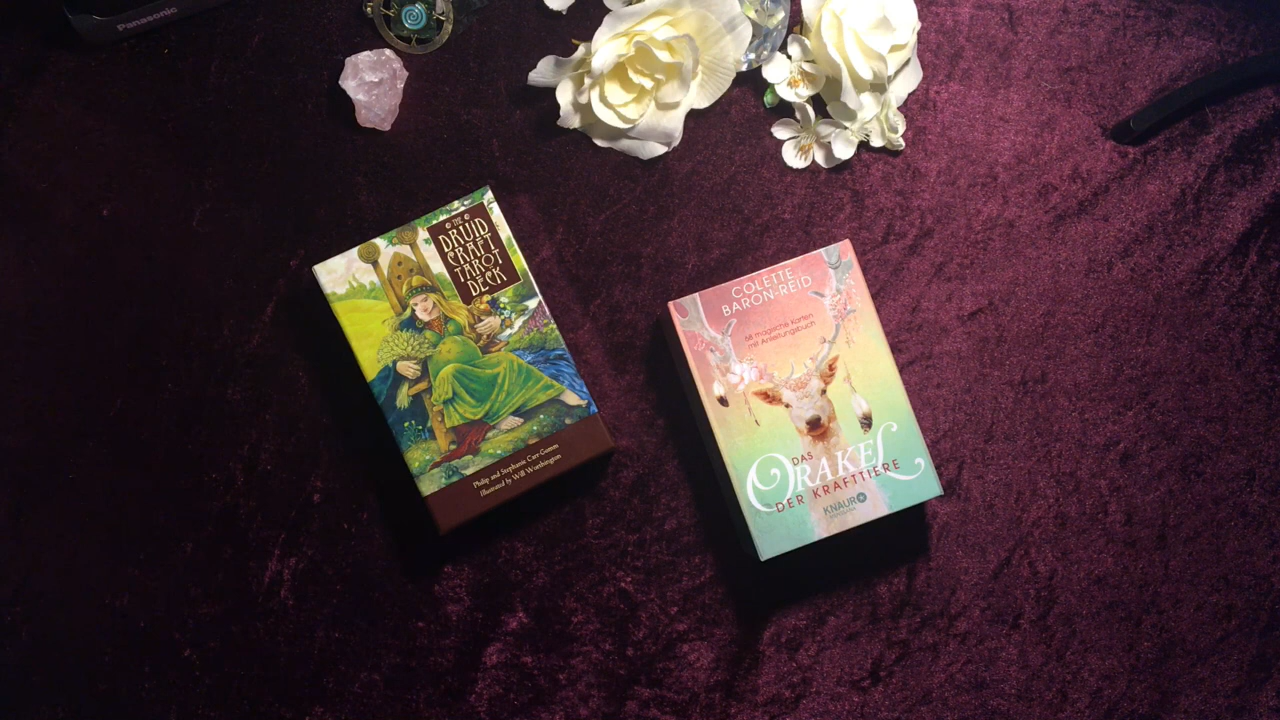 Panasonic
THE
DRUID
CRAFT
TAROT
DECK
Philip and Stephanie Carr-Gomm
Illustrated by Will Worthington
COLETTE
BARON-REID
68 magische Karten
mit Anleitungsbuch
DAS
ORAKEL
DER KRAFTTIERE
KNAUR